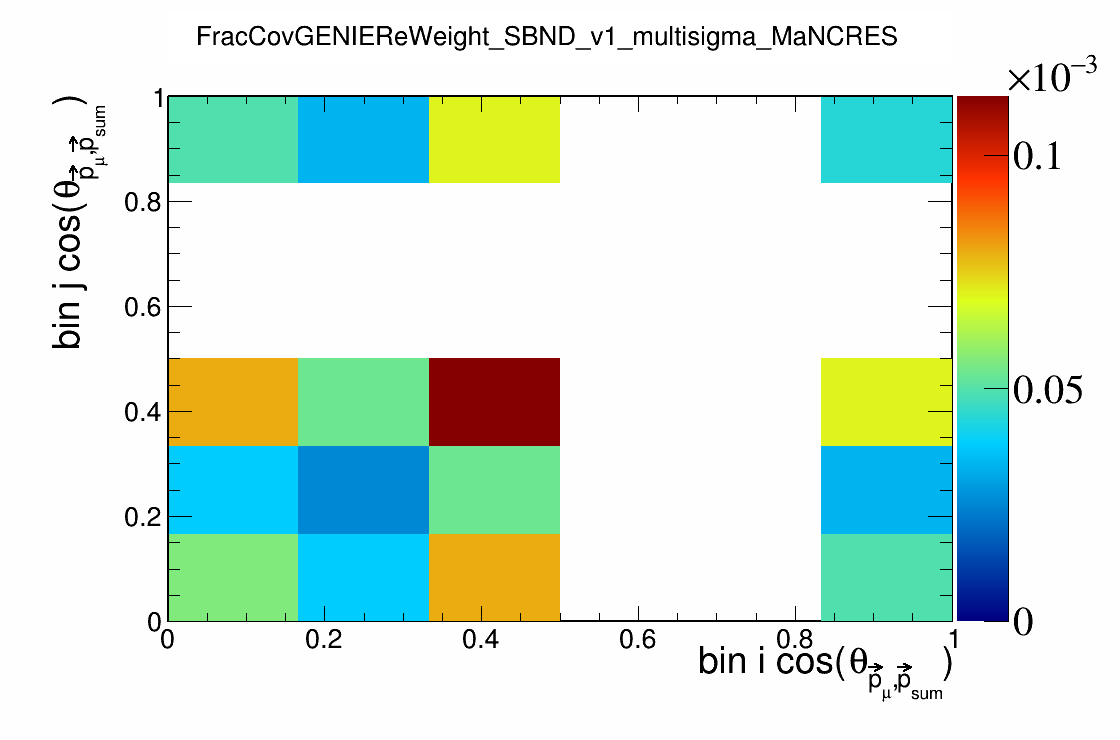 FracCovGENIEReWeight_SBND_v1_multisigma_MaNCRES
×10⁻³
bin j cos(θ p⃗μ,p⃗sum)
1
0.8
0.6
0.4
0.2
0
0 0.2 0.4 0.6 0.8 1
0.1
0.05
0
bin i cos(θ p⃗μ,p⃗sum)